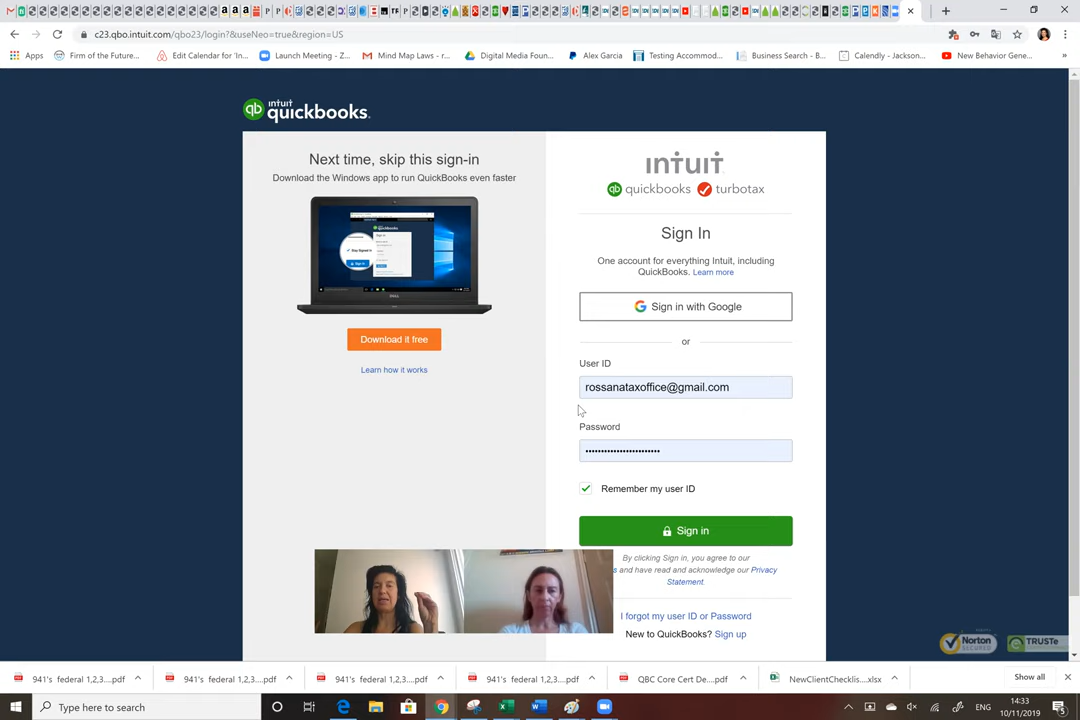 c23.qbo.intuit.com/qbo23/login?&useNeo=true&region=US
Apps
Firm of the Future...
Edit Calendar for 'In...
Launch Meeting - Z...
Mind Map Laws - r...
Digital Media Foun...
Alex Garcia
Testing Accommod...
Business Search - B...
Calendly - Jackson...
New Behavior Gene...
qb intuit quickbooks.
Next time, skip this sign-in
Download the Windows app to run QuickBooks even faster
DELL
Download it free
Learn how it works
intuit
qb quickbooks turbotax
Sign In
One account for everything Intuit, including
QuickBooks. Learn more
Sign in with Google
or
User ID
rossanataxoffice@gmail.com
Password
Remember my user ID
Sign in
By clicking Sign in, you agree to our
and have read and acknowledge our Privacy
Statement.
I forgot my user ID or Password
New to QuickBooks? Sign up
Norton
SECURED
TRUSTe
941's federal 1,2,3....pdf
941's federal 1,2,3....pdf
941's federal 1,2,3....pdf
941's federal 1,2,3....pdf
QBC Core Cert De....pdf
NewClientChecklis....xlsx
Show all
Type here to search
ENG
14:33
10/11/2019